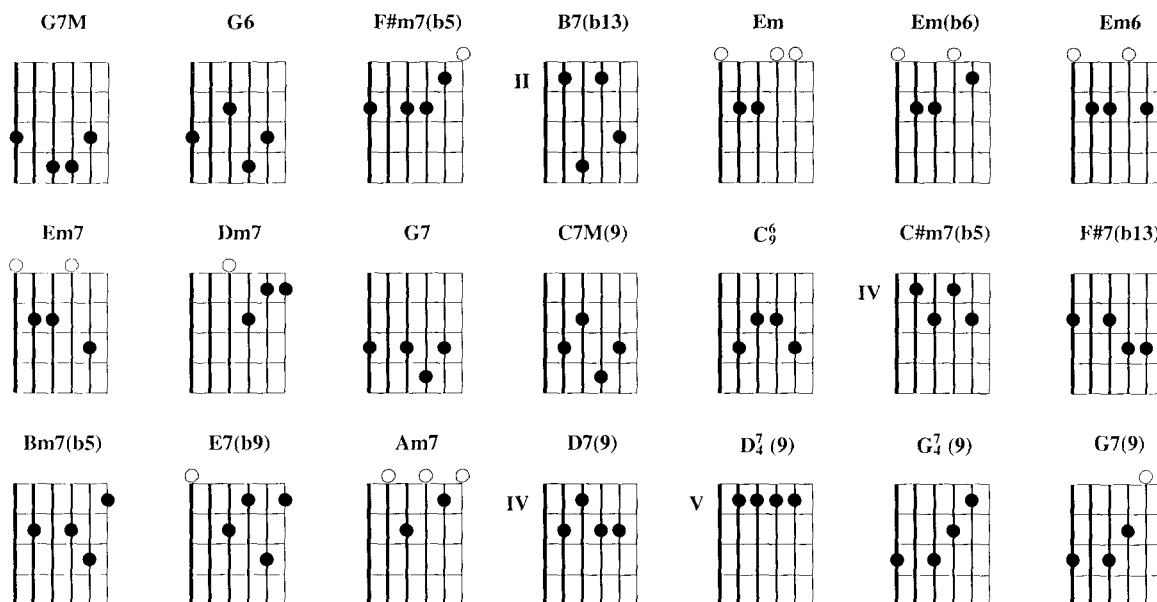 G7M G6 F#m7(b5) B7(b13) Em Em(b6) Em6
II
Em7 Dm7 G7 C7M(9) C6/9 C#m7(b5) F#7(b13)
IV
Bm7(b5) E7(b9) Am7 D7(9) D7/4 (9) G7/4 (9) G7(9)
IV V